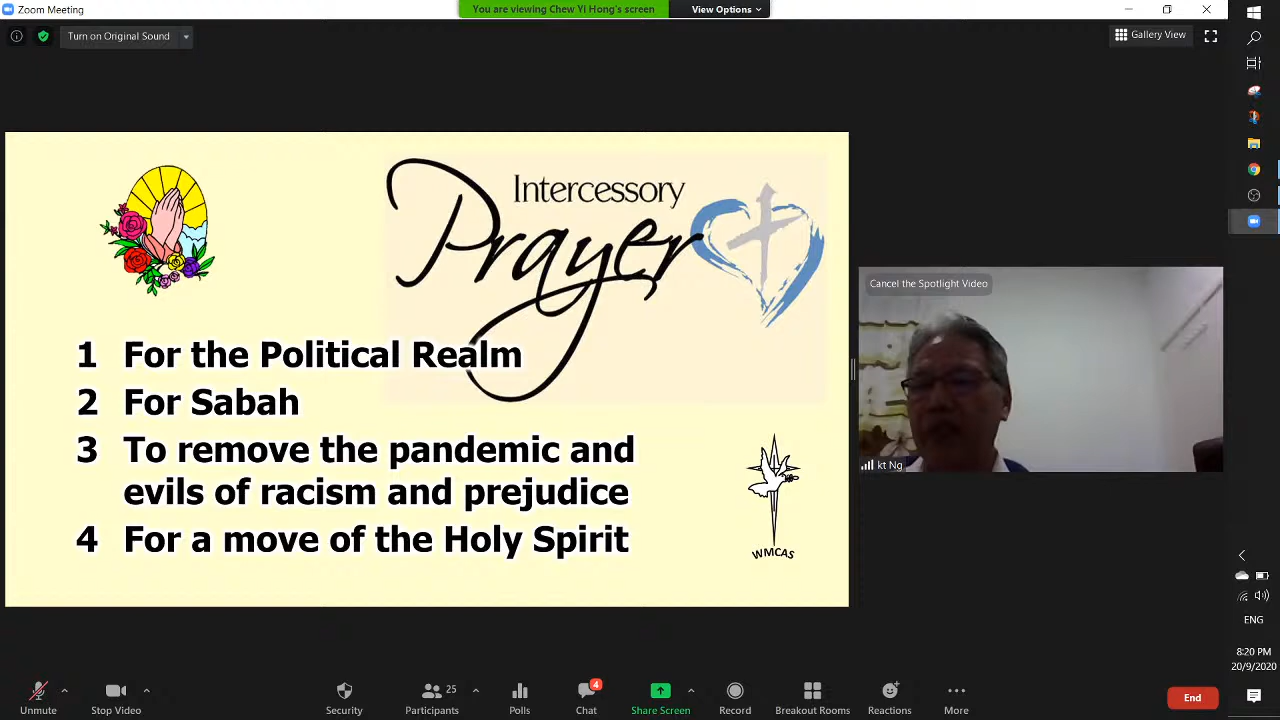 Zoom Meeting
You are viewing Chew Yi Hong's screen
View Options
Turn on Original Sound
Gallery View
Intercessory
Prayer
1 For the Political Realm
2 For Sabah
3 To remove the pandemic and
evils of racism and prejudice
4 For a move of the Holy Spirit
WMCAS
Cancel the Spotlight Video
kt Ng
ENG
8:20 PM
20/9/2020
Unmute
Stop Video
Security
25
Participants
Polls
4
Chat
Share Screen
Record
Breakout Rooms
Reactions
More
End